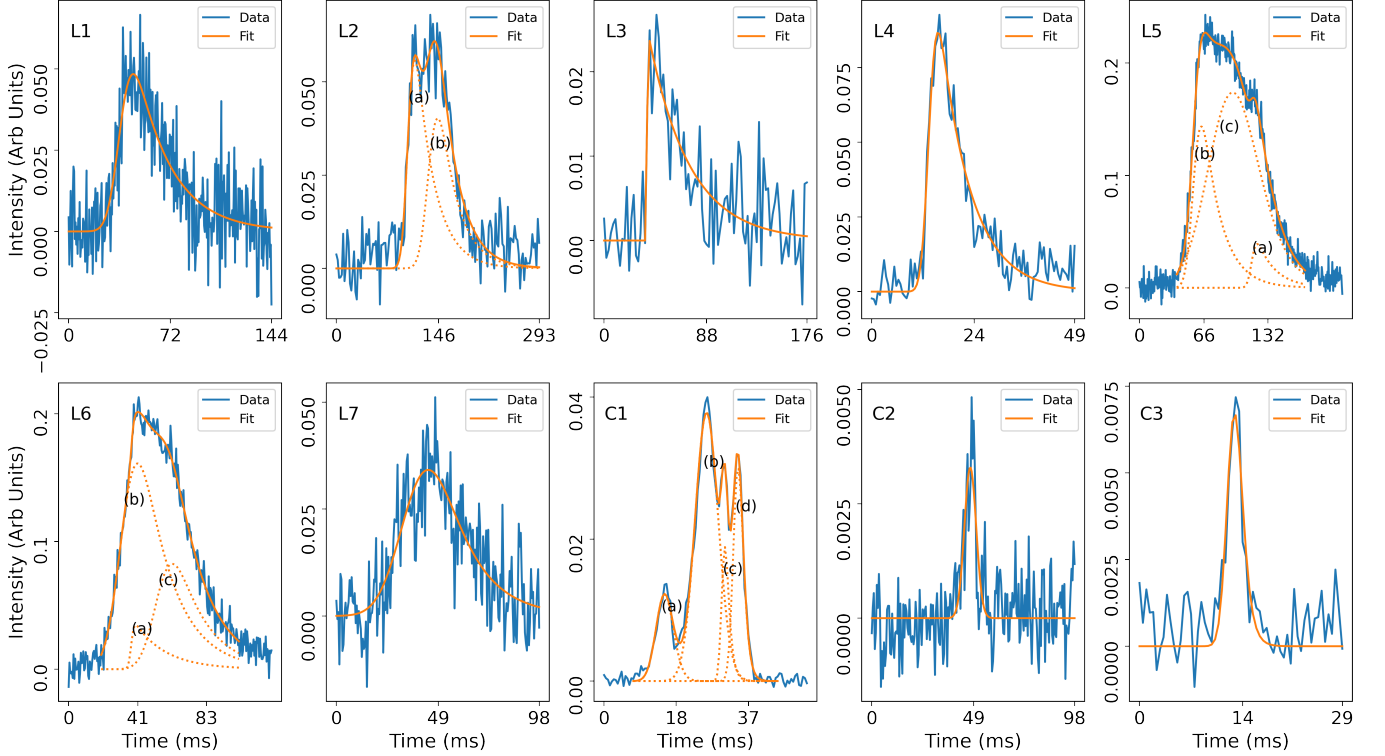 L1
Data
Fit
Intensity (Arb Units)
0.050
0.025
0.000
−0.025
0
72
144
L2
Data
Fit
(a)
(b)
0.050
0.025
0.000
0
146
293
L3
Data
Fit
0.02
0.01
0.00
0
88
176
L4
Data
Fit
0.075
0.050
0.025
0.000
0
24
49
L5
Data
Fit
(c)
(b)
(a)
0.2
0.1
0.0
0
66
132
L6
Data
Fit
(b)
(c)
(a)
Intensity (Arb Units)
0.2
0.1
0.0
0
41
83
Time (ms)
L7
Data
Fit
0.050
0.025
0.000
0
49
98
Time (ms)
C1
Data
Fit
(b)
(d)
(c)
(a)
0.04
0.02
0.00
0
18
37
Time (ms)
C2
Data
Fit
0.0050
0.0025
0.0000
0
49
98
Time (ms)
C3
Data
Fit
0.0075
0.0050
0.0025
0.0000
0
14
29
Time (ms)